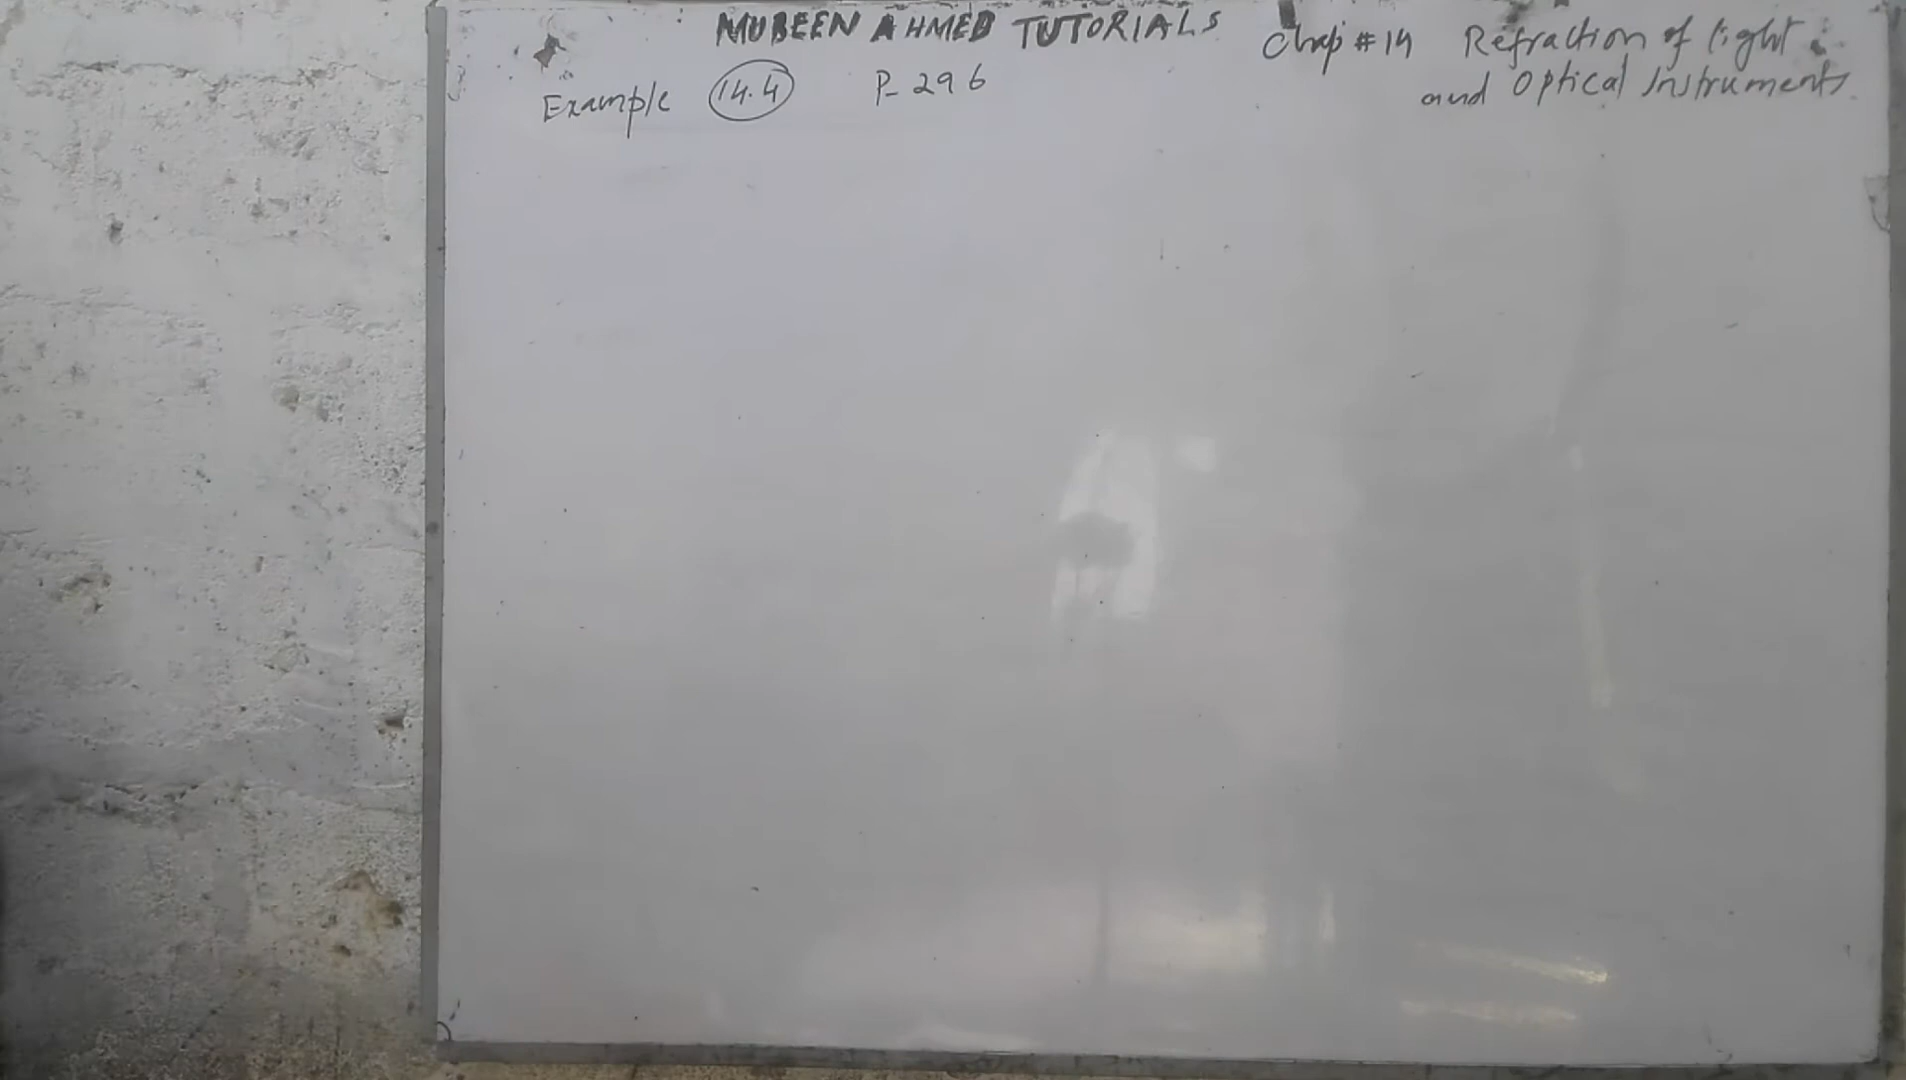 MUBEEN AHMED TUTORIALS
Chap # 14 Refraction of light
and Optical Instruments
Example 14.4 P- 296